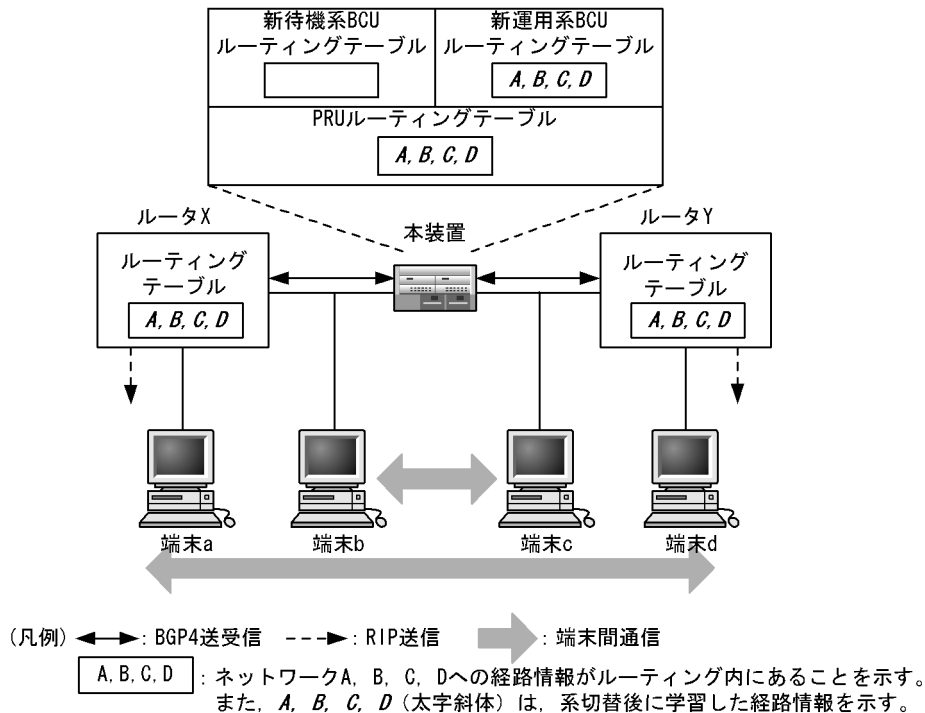 新待機系BCU
ルーティングテーブル
新運用系BCU
ルーティングテーブル
A, B, C, D
PRUルーティングテーブル
A, B, C, D
ルータX
本装置
ルータY
ルーティング
テーブル
A, B, C, D
ルーティング
テーブル
A, B, C, D
端末a
端末b
端末c
端末d
(凡例) : BGP4送受信 : RIP送信 : 端末間通信
A, B, C, D : ネットワークA, B, C, Dへの経路情報がルーティング内にあることを示す。
また, A, B, C, D (太字斜体) は, 系切替後に学習した経路情報を示す。